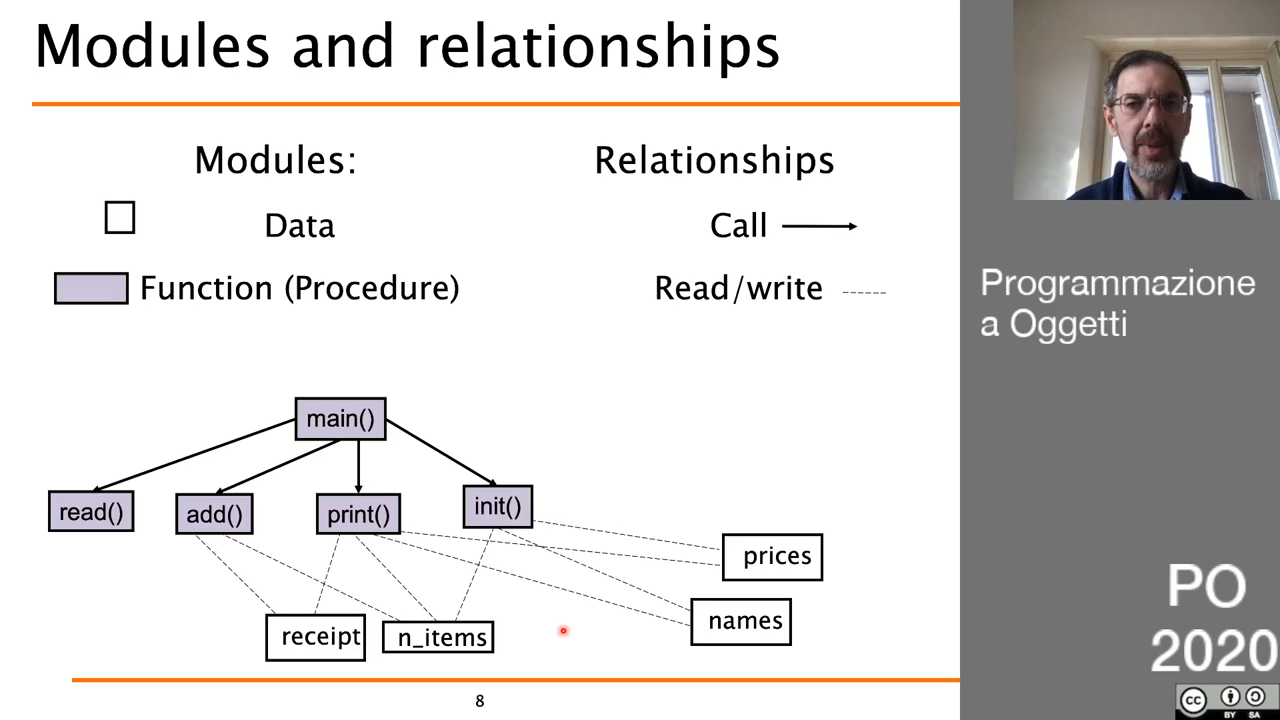 Modules and relationships
Modules:
Relationships
Data
Call
Function (Procedure)
Read/write
main()
read()
add()
print()
init()
prices
names
receipt
n_items
8
Programmazione
a Oggetti
PO
2020
cc
BY SA